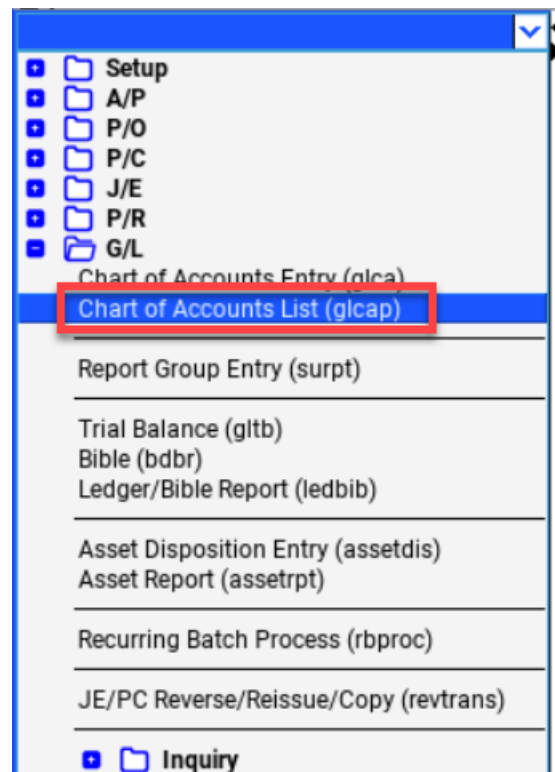 Setup
A/P
P/O
P/C
J/E
P/R
G/L
Chart of Accounts Entry (glca)
Chart of Accounts List (glcap)
Report Group Entry (surpt)
Trial Balance (gltb)
Bible (bdbr)
Ledger/Bible Report (ledbib)
Asset Disposition Entry (assetdis)
Asset Report (assetrpt)
Recurring Batch Process (rbproc)
JE/PC Reverse/Reissue/Copy (revtrans)
Inquiry